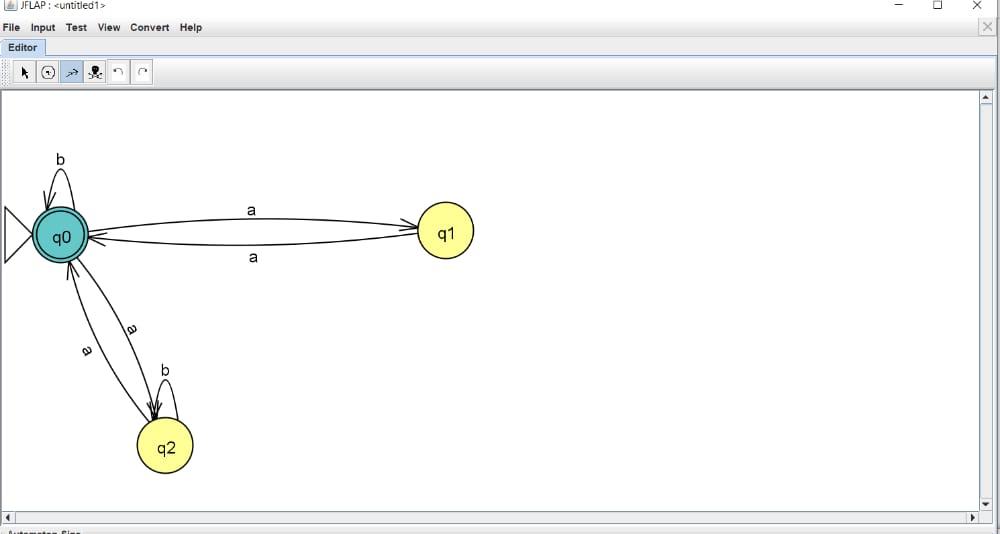 JFLAP : <untitled1>
File Input Test View Convert Help
Editor
b
a
q0
q1
a
a
a
b
q2
Automaton Size